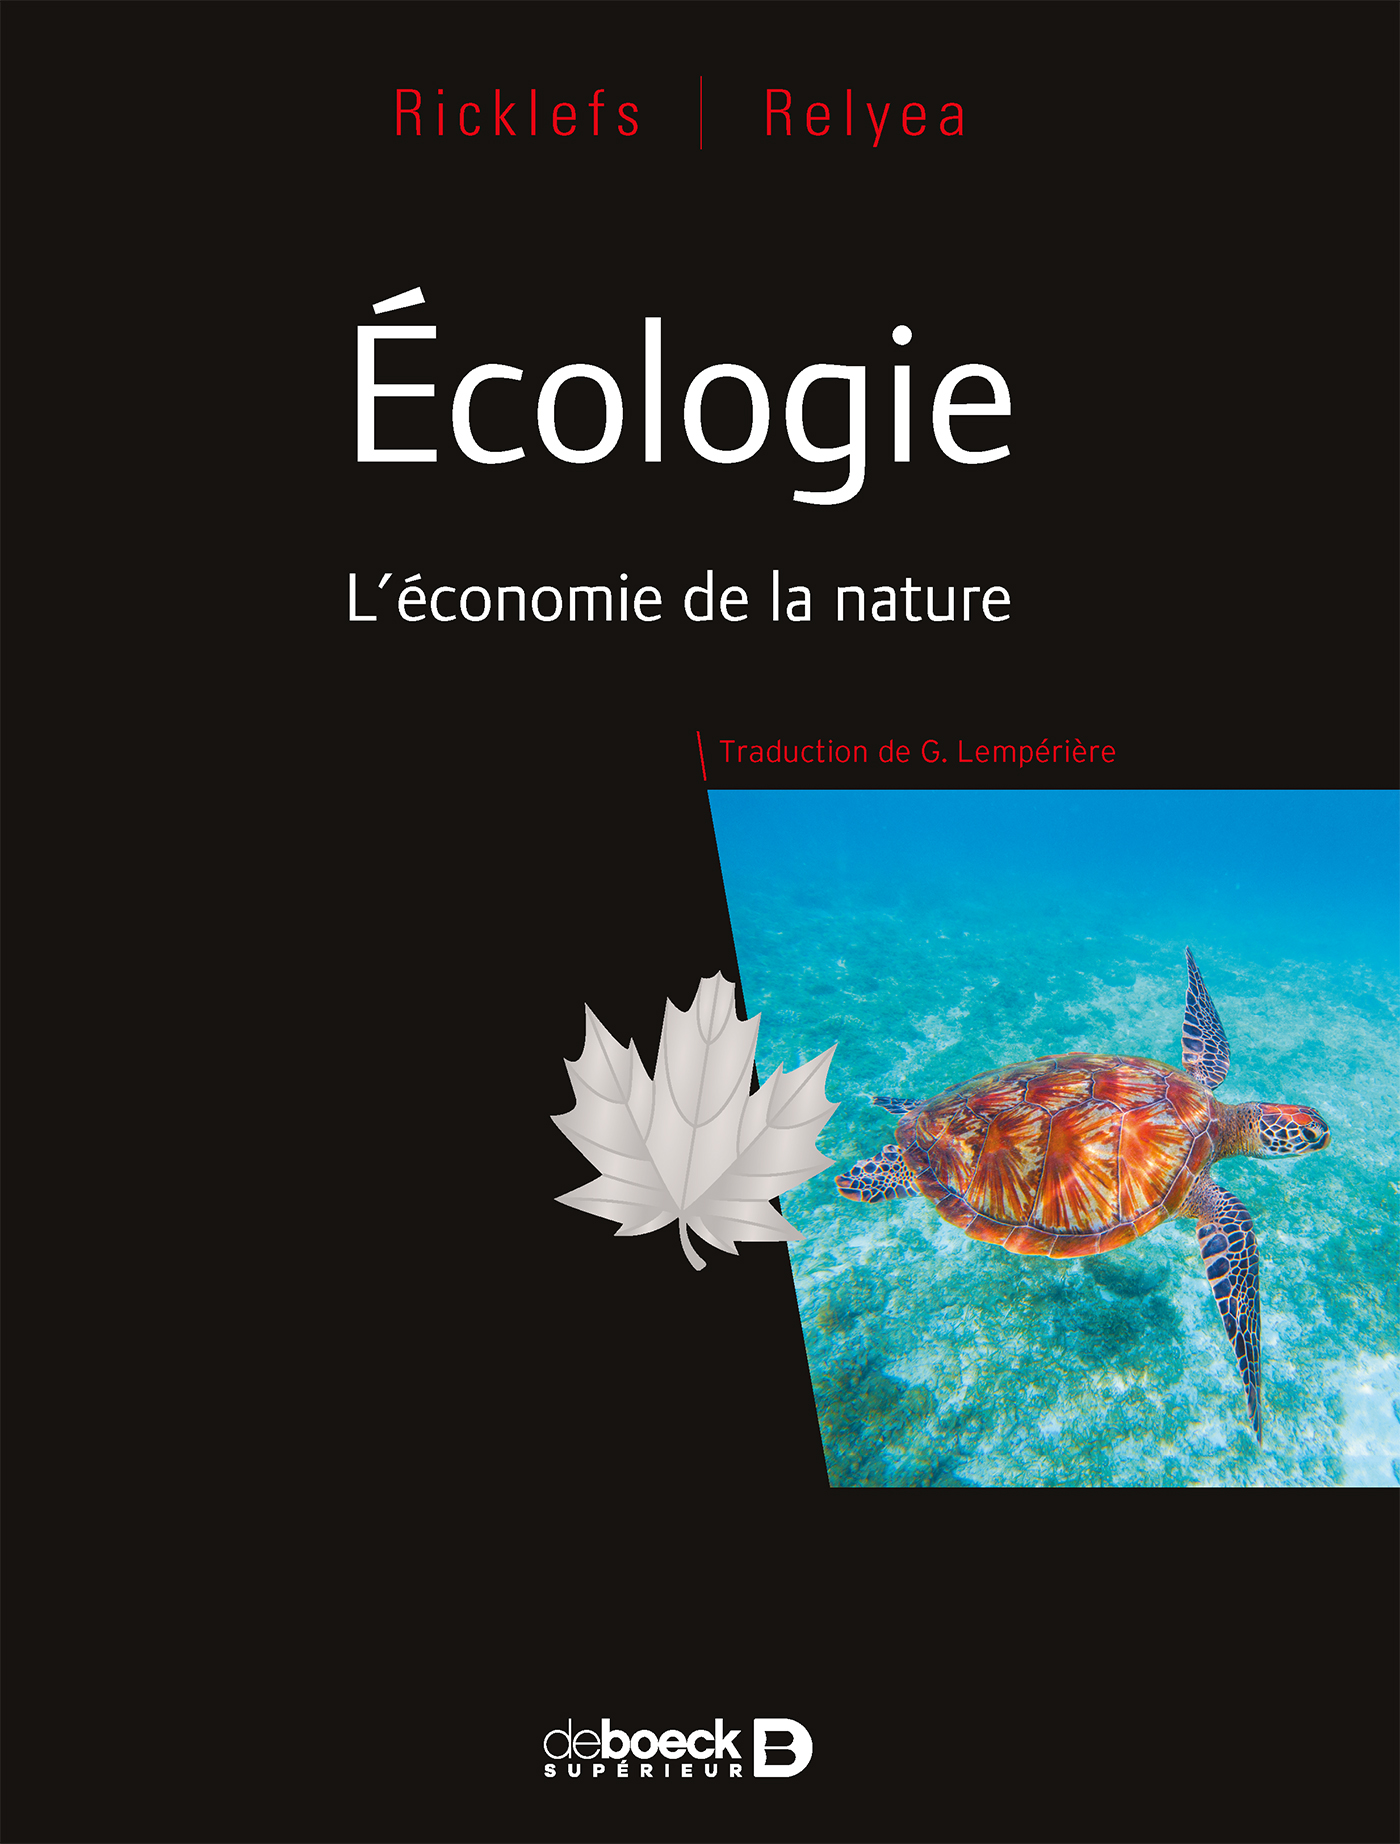 Ricklefs | Relyea
Écologie
L'économie de la nature
Traduction de G. Lempérière
deboeck B
SUPÉRIEUR